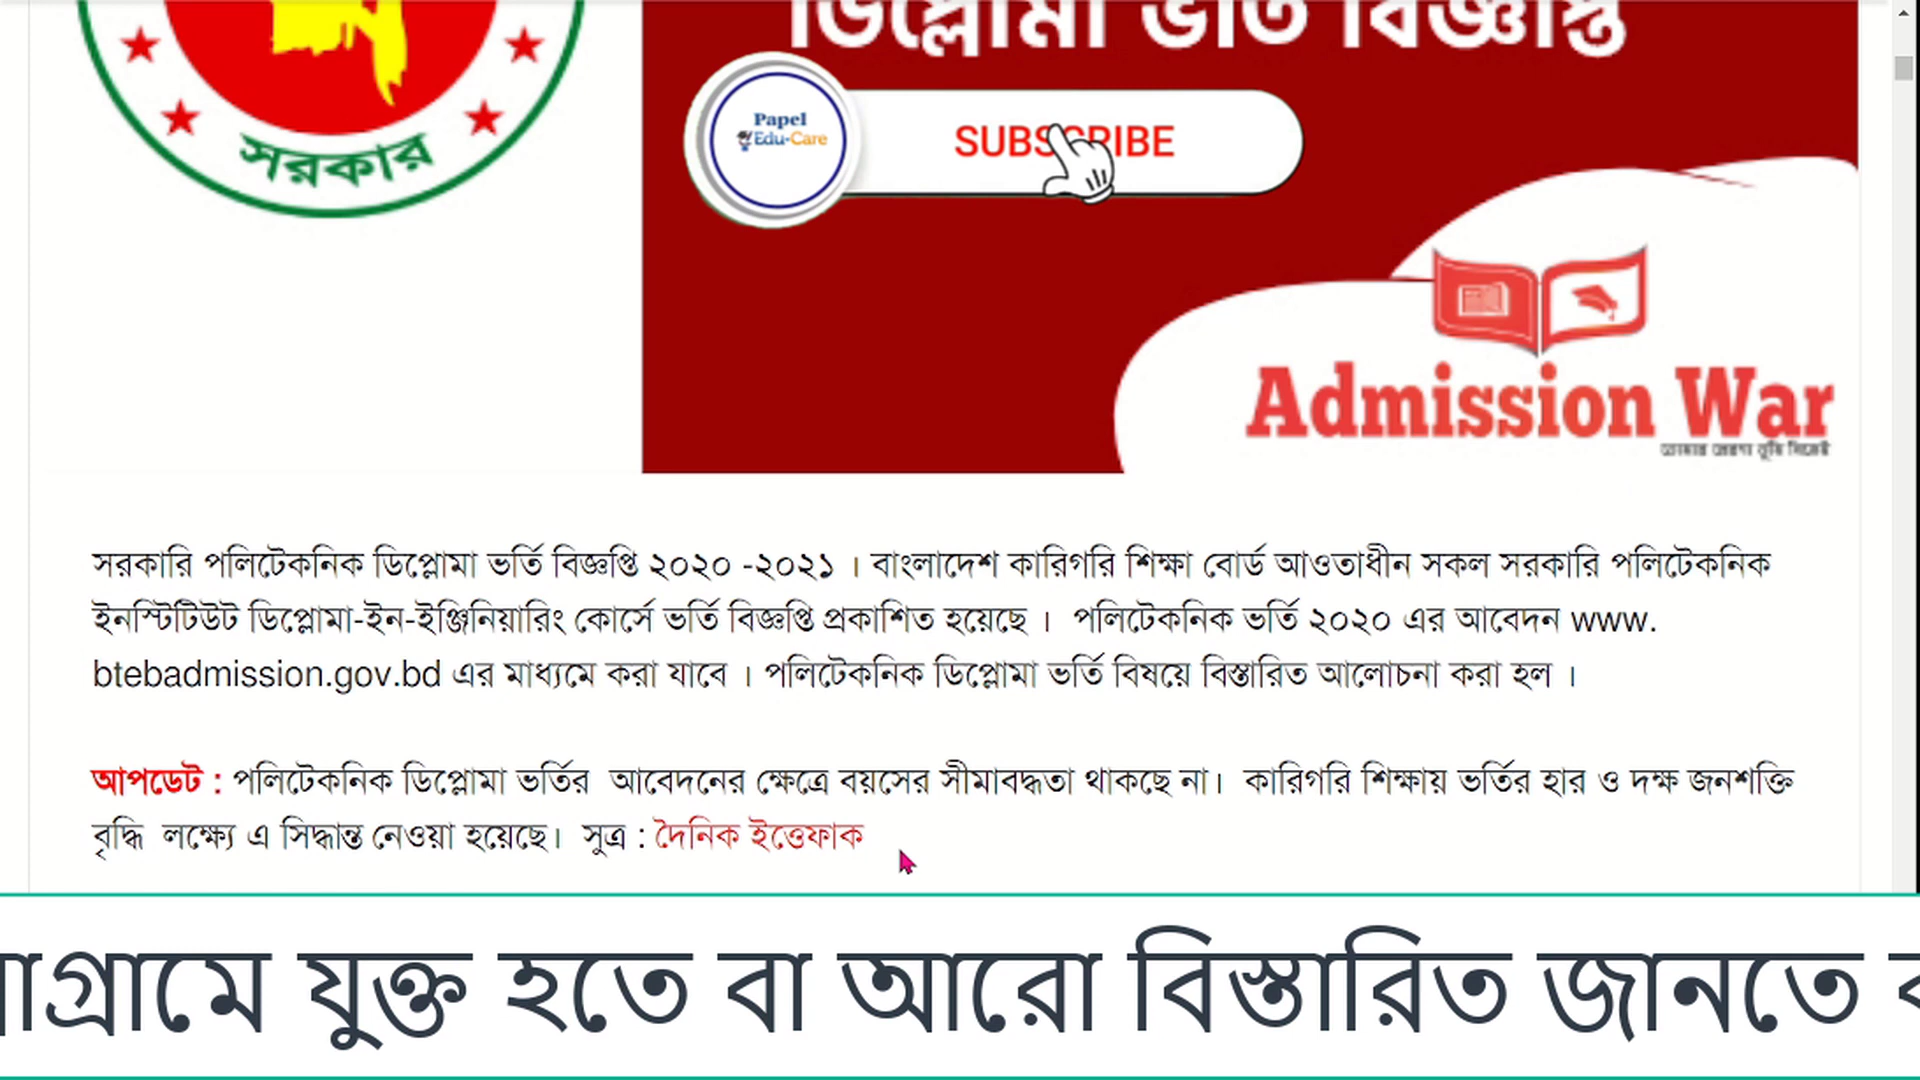 ডিপ্লোমা ভর্তি বিজ্ঞপ্তি
সরকার
Papel
Edu-Care
SUBSCRIBE
Admission War
সরকারি পলিটেকনিক ডিপ্লোমা ভর্তি বিজ্ঞপ্তি ২০২০ -২০২১ । বাংলাদেশ কারিগরি শিক্ষা বোর্ড আওতাধীন সকল সরকারি পলিটেকনিক
ইনস্টিটিউট ডিপ্লোমা-ইন-ইঞ্জিনিয়ারিং কোর্সে ভর্তি বিজ্ঞপ্তি প্রকাশিত হয়েছে । পলিটেকনিক ভর্তি ২০২০ এর আবেদন www.
btebadmission.gov.bd এর মাধ্যমে করা যাবে । পলিটেকনিক ডিপ্লোমা ভর্তি বিষয়ে বিস্তারিত আলোচনা করা হল ।
আপডেট : পলিটেকনিক ডিপ্লোমা ভর্তির আবেদনের ক্ষেত্রে বয়সের সীমাবদ্ধতা থাকছে না। কারিগরি শিক্ষায় ভর্তির হার ও দক্ষ জনশক্তি
বৃদ্ধি লক্ষ্যে এ সিদ্ধান্ত নেওয়া হয়েছে। সুত্র : দৈনিক ইত্তেফাক
যুক্ত হতে বা আরো বিস্তারিত জানতে